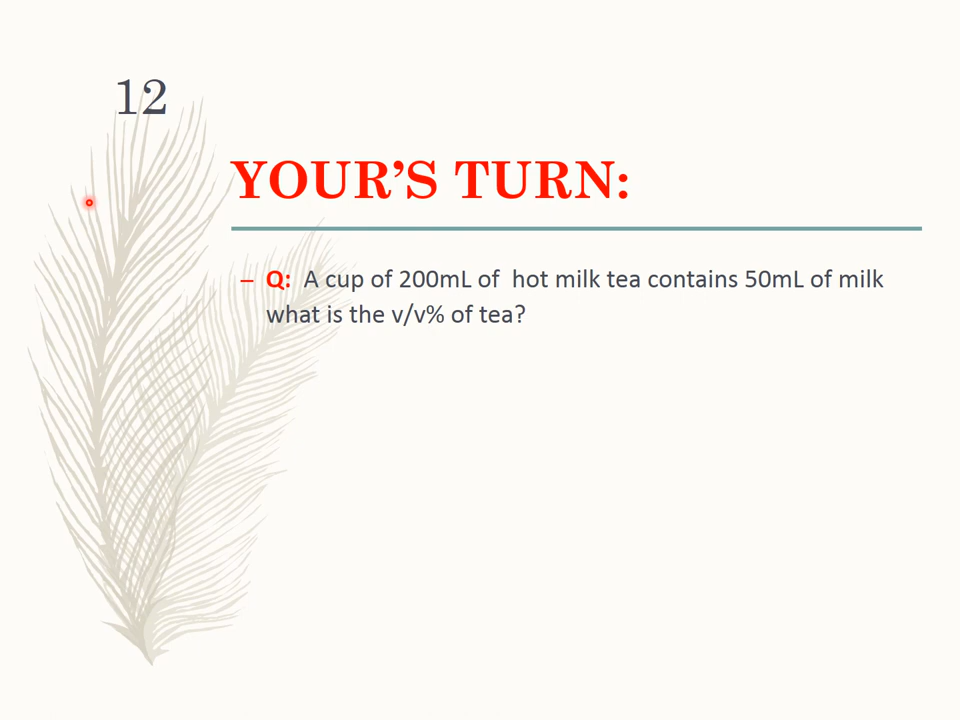 12
YOUR'S TURN:
– Q: A cup of 200mL of hot milk tea contains 50mL of milk
what is the v/v% of tea?